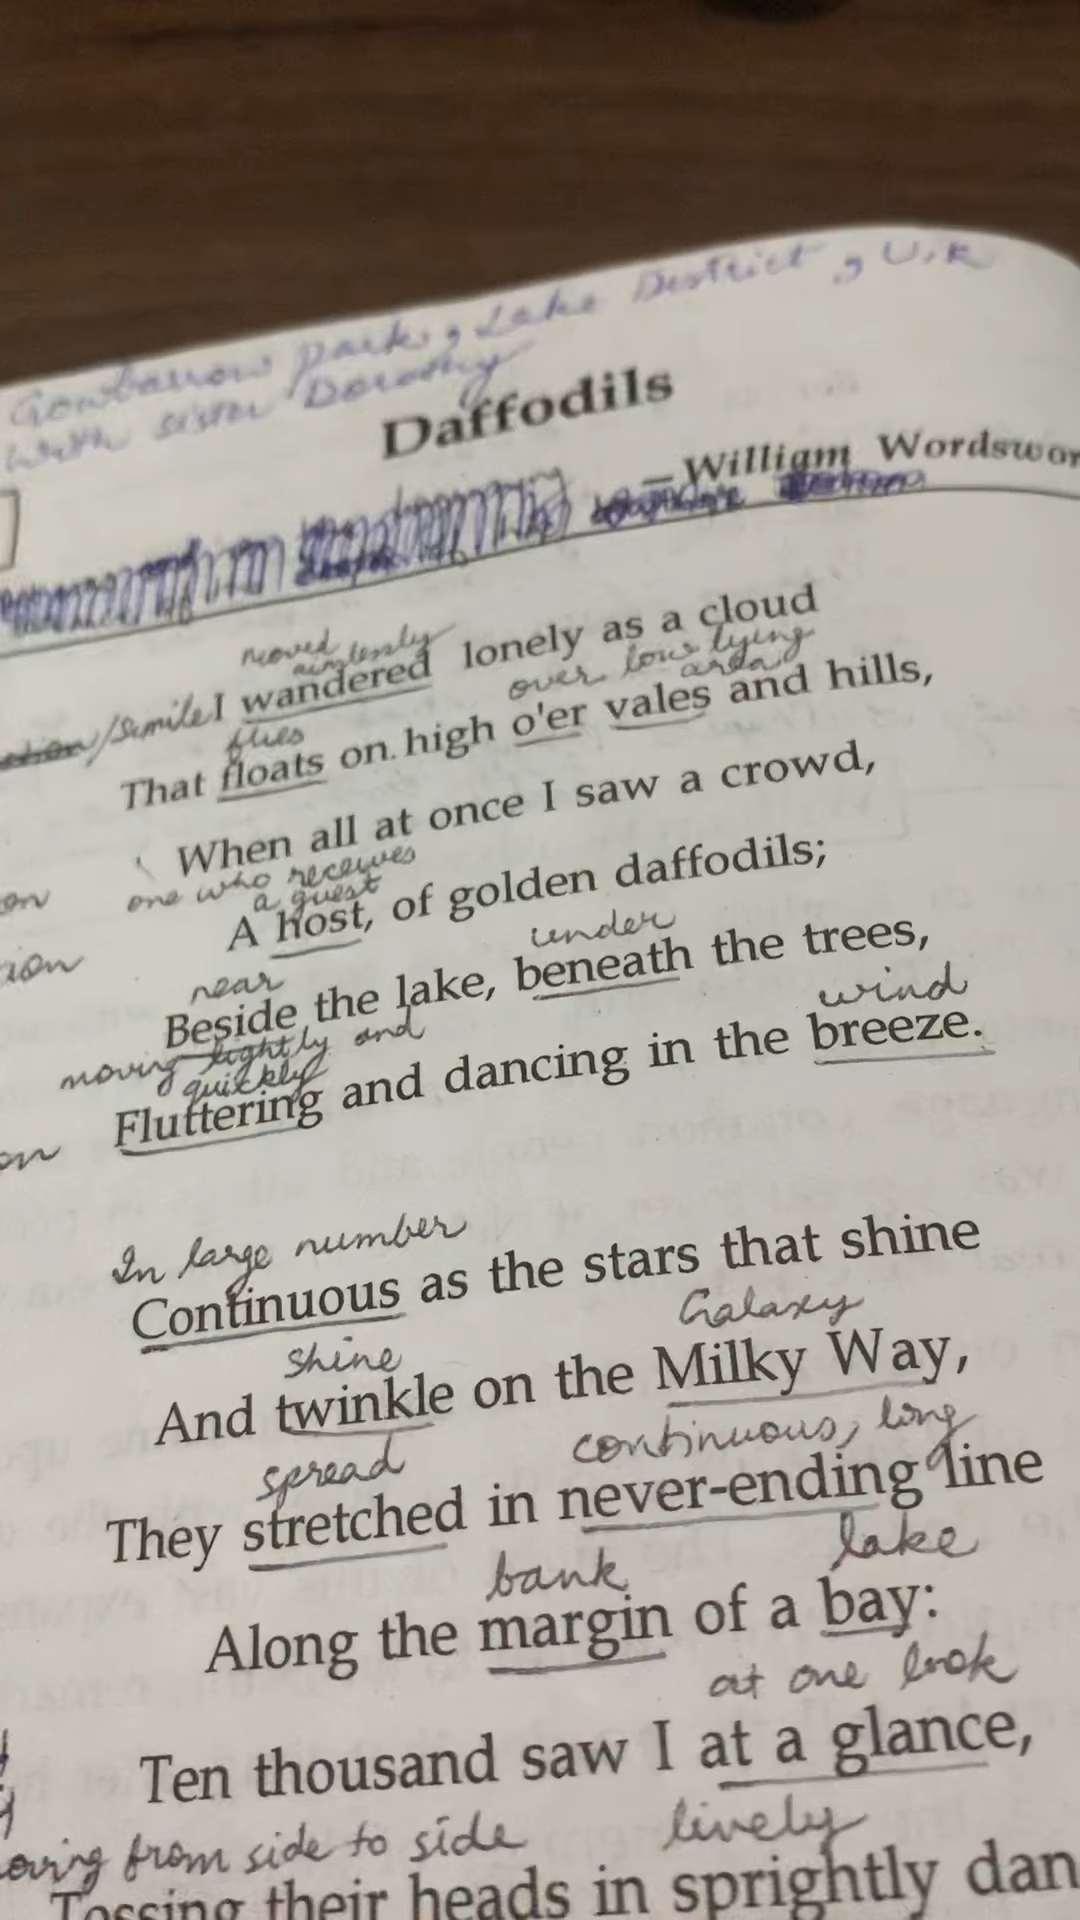 Gowbarrow park, Lake District, U.K
with sister Dorothy
Daffodils
—William Wordswor
moved aimlessly
/Simile I wandered lonely as a cloud
flies over low lying area
That floats on high o'er vales and hills,
When all at once I saw a crowd,
one who receives a guest
A host, of golden daffodils;
near under
Beside the lake, beneath the trees,
moving lightly and quickly wind
Fluttering and dancing in the breeze.
In large number
Continuous as the stars that shine
shine Galaxy
And twinkle on the Milky Way,
spread continuous, long
They stretched in never-ending line
bank lake
Along the margin of a bay:
at one look
Ten thousand saw I at a glance,
oving from side to side lively
Tossing their heads in sprightly dan